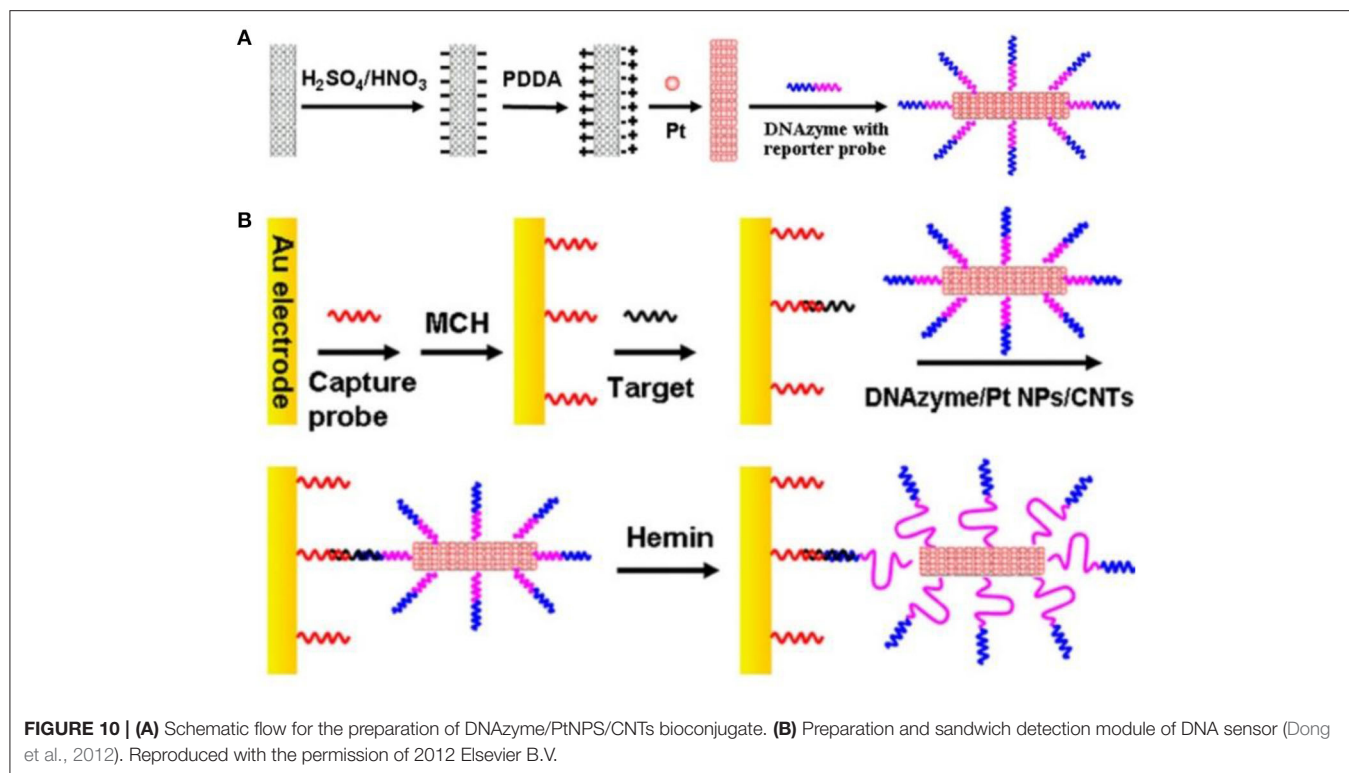 A
H2SO4/HNO3
PDDA
Pt
DNAzyme with
reporter probe
B
Au electrode
Capture
probe
MCH
Target
DNAzyme/Pt NPs/CNTs
Hemin
FIGURE 10 | (A) Schematic flow for the preparation of DNAzyme/PtNPS/CNTs bioconjugate. (B) Preparation and sandwich detection module of DNA sensor (Dong
et al., 2012). Reproduced with the permission of 2012 Elsevier B.V.